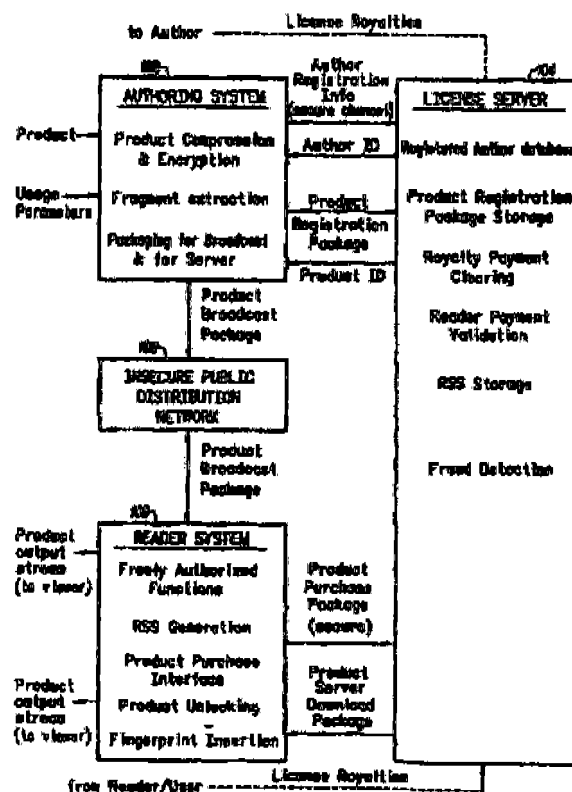 License Royalties
to Author
Author
Registration
Info
(secure channel)
AUTHORING SYSTEM
LICENSE SERVER
Product
Product Compression
& Encryption
Author ID
Registered Author database
Usage
Parameters
Fragment extraction
Product
Registration
Package
Product Registration
Package Storage
Packaging for Broadcast
& for Server
Product ID
Royalty Payment
Clearing
Product
Broadcast
Package
Reader Payment
Validation
INSECURE PUBLIC
DISTRIBUTION
NETWORK
RSS Storage
Product
Broadcast
Package
Fraud Detection
READER SYSTEM
Product
output
stream
(to viewer)
Freely Authorized
Functions
Product
Purchase
Package
(secure)
RSS Generation
Product Purchase
Interface
Product
output
stream
(to viewer)
Product Unlocking
Product
Server
Download
Package
Fingerprint Insertion
License Royalties
from Reader/User